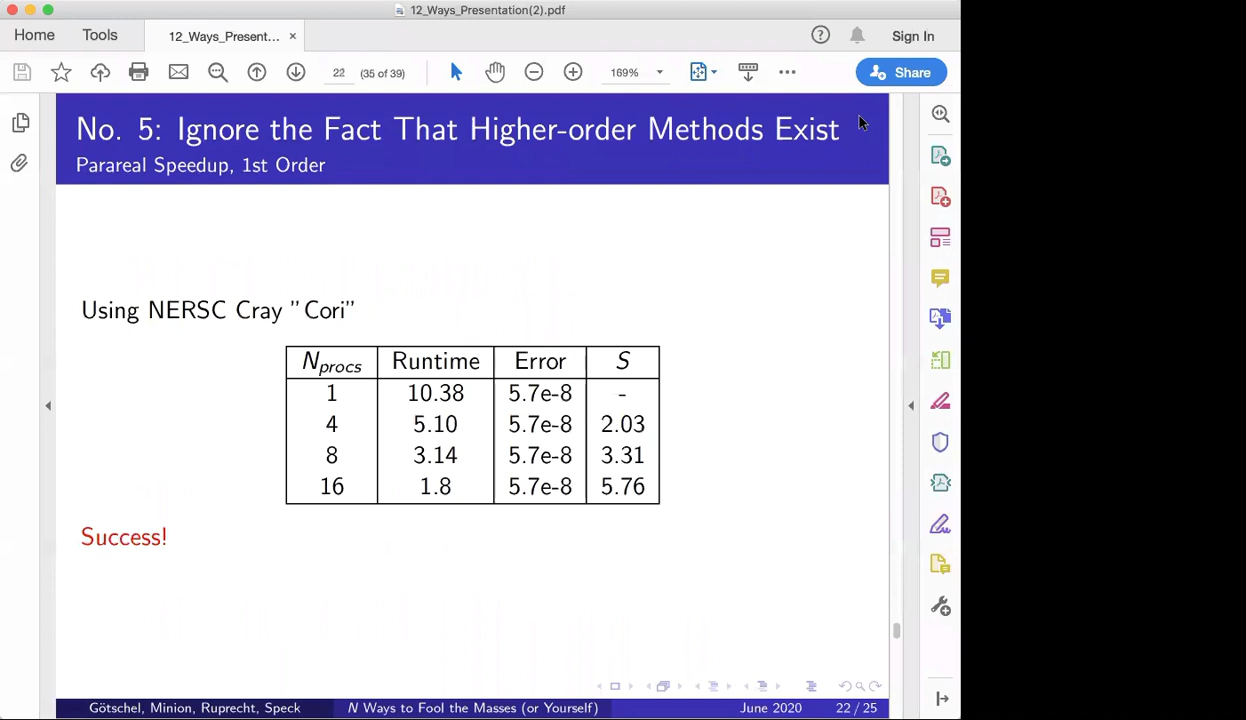 12_Ways_Presentation(2).pdf
Home Tools 12_Ways_Present... × Sign In
22 (35 of 39) 169% Share
No. 5: Ignore the Fact That Higher-order Methods Exist
Parareal Speedup, 1st Order
Using NERSC Cray "Cori"
Nprocs Runtime Error S
1 10.38 5.7e-8 -
4 5.10 5.7e-8 2.03
8 3.14 5.7e-8 3.31
16 1.8 5.7e-8 5.76
Success!
Götschel, Minion, Ruprecht, Speck N Ways to Fool the Masses (or Yourself) June 2020 22 / 25